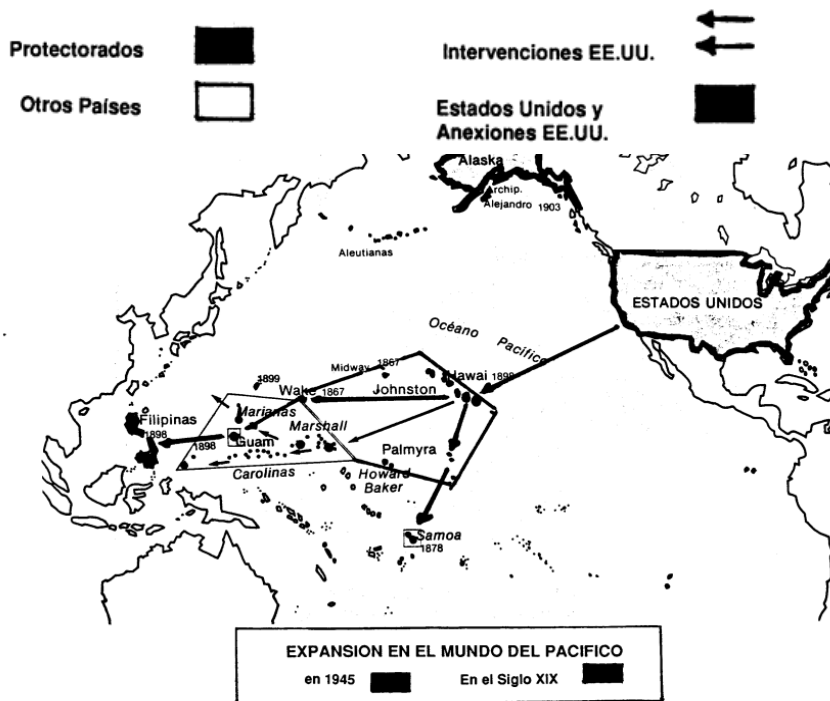 Protectorados
Intervenciones EE.UU.
Otros Países
Estados Unidos y
Anexiones EE.UU.
Alaska
Archip.
Alejandro 1903
Aleutianas
ESTADOS UNIDOS
Océano Pacífico
Midway 1867
Hawai 1898
1899
Wake 1867
Johnston
Marianas
Filipinas
1898
Marshall
1898
Guam
Palmyra
Carolinas
Howard
Baker
Samoa
1878
EXPANSION EN EL MUNDO DEL PACIFICO
en 1945
En el Siglo XIX